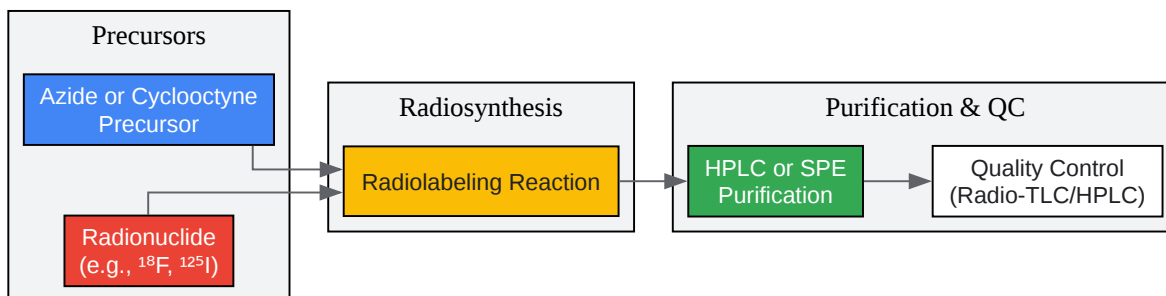 Precursors
Azide or Cyclooctyne
Precursor
Radionuclide
(e.g., ¹⁸F, ¹²⁵I)
Radiosynthesis
Radiolabeling Reaction
Purification & QC
HPLC or SPE
Purification
Quality Control
(Radio-TLC/HPLC)